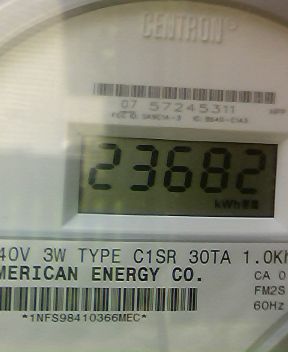 CENTRON®
07 57245311
23682
kWh
40V 3W TYPE C1SR 30TA 1.0Kh
MERICAN ENERGY CO.
CA 0
FM2S
60Hz
*1NFS98410366MEC*